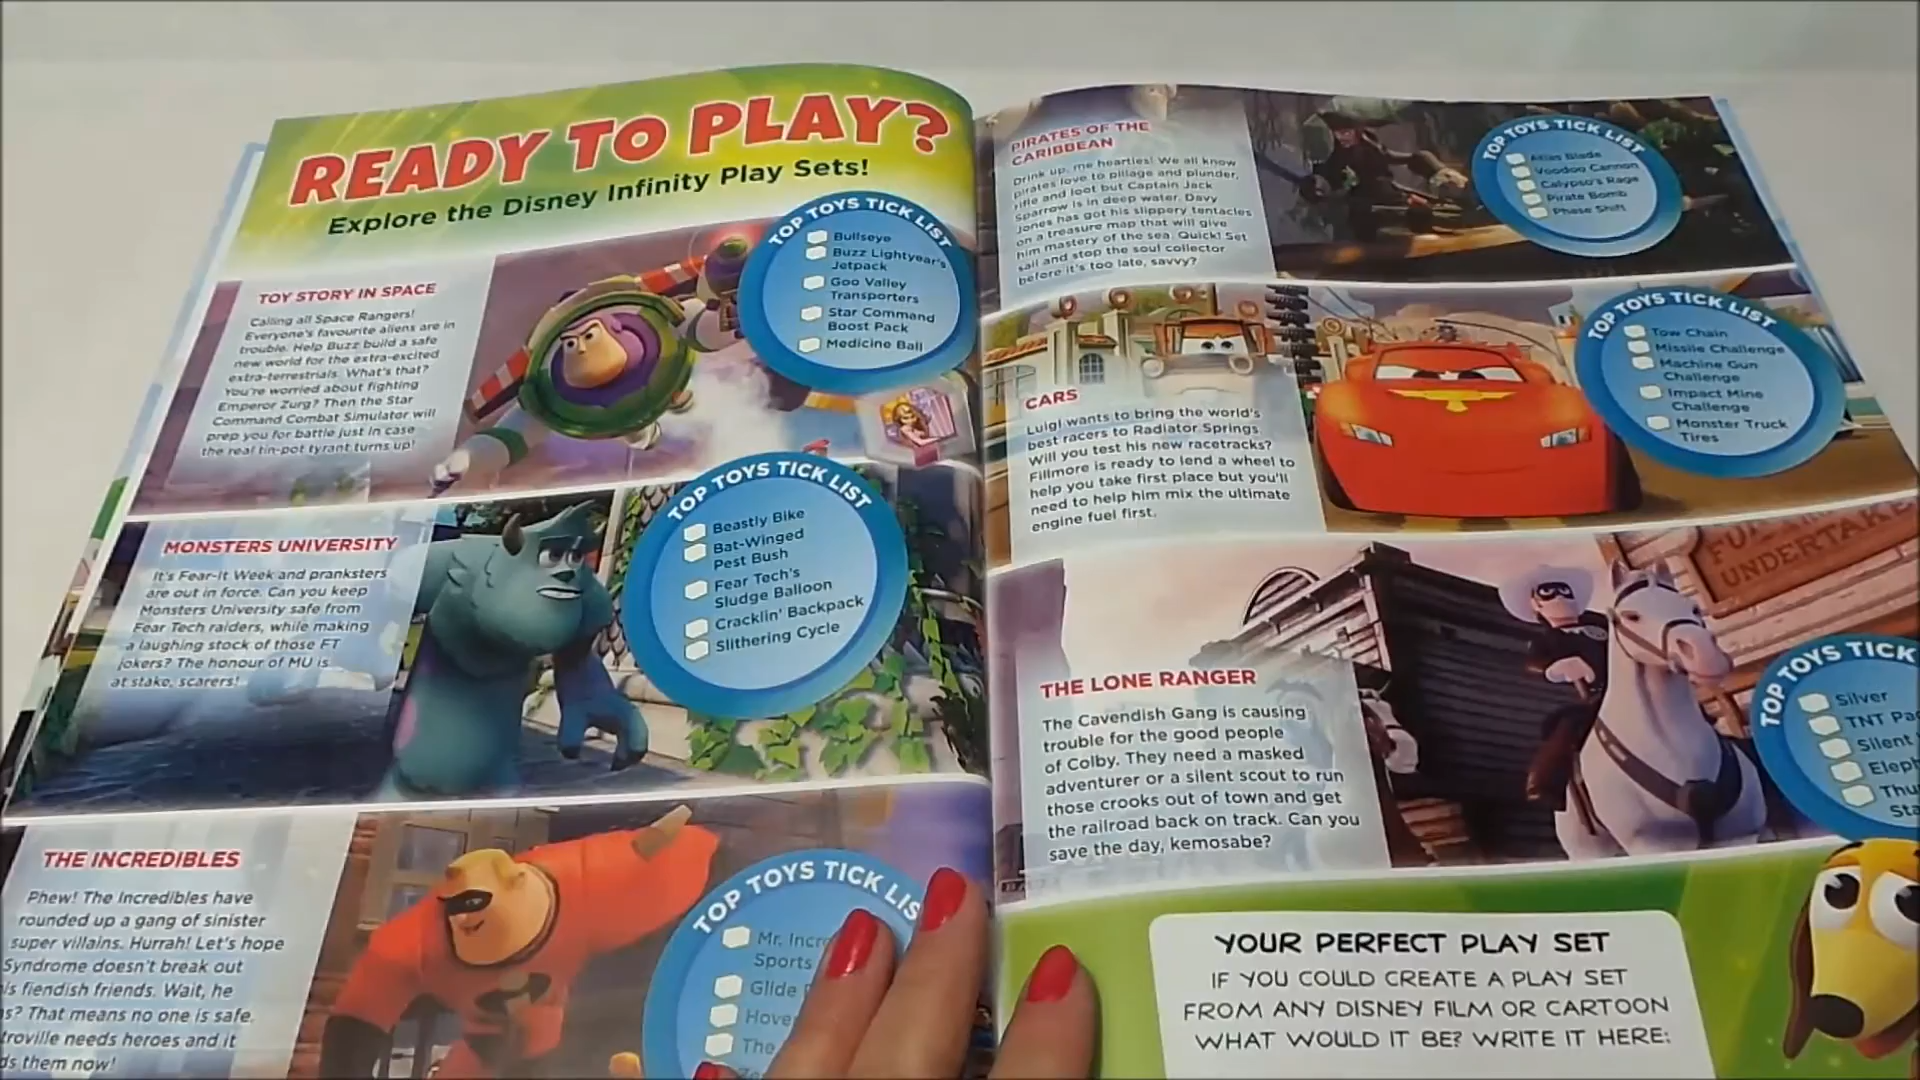 READY TO PLAY?
Explore the Disney Infinity Play Sets!
TOY STORY IN SPACE
Calling all Space Rangers!
Everyone's favourite aliens are in
trouble. Help Buzz build a safe
new world for the extra-excited
extra-terrestrials. What's that?
You're worried about fighting
Emperor Zurg? Then the Star
Command Combat Simulator will
prep you for battle just in case
the real tin-pot tyrant turns up!
TOP TOYS TICK LIST
Bullseye
Buzz Lightyear's
Jetpack
Goo Valley
Transporters
Star Command
Boost Pack
Medicine Ball
MONSTERS UNIVERSITY
It's Fear-It Week and pranksters
are out in force. Can you keep
Monsters University safe from
Fear Tech raiders, while making
a laughing stock of those FT
jokers? The honour of MU is
at stake, scarers!
TOP TOYS TICK LIST
Beastly Bike
Bat-Winged
Pest Bush
Fear Tech's
Sludge Balloon
Cracklin' Backpack
Slithering Cycle
THE INCREDIBLES
Phew! The Incredibles have
rounded up a gang of sinister
super villains. Hurrah! Let's hope
Syndrome doesn't break out
fiendish friends. Wait, he
That means no one is safe.
needs heroes and it
them now!
TOP TOYS TICK LIS
Mr. Incr
Sports
Glide
Hove
The
PIRATES OF THE
CARIBBEAN
Drink up, me hearties! We all know
pirates love to pillage and plunder,
rifle and loot but Captain Jack
Sparrow is in deep water. Davy
Jones has got his slippery tentacles
on a treasure map that will give
him mastery of the sea. Quick! Set
sail and stop the soul collector
before it's too late, savvy?
TOP TOYS TICK LIST
Atlas Blade
Voodoo Cannon
Calypso's Rage
Pirate Bomb
Phase Shift
CARS
Luigi wants to bring the world's
best racers to Radiator Springs.
Will you test his new racetracks?
Fillmore is ready to lend a wheel to
help you take first place but you'll
need to help him mix the ultimate
engine fuel first.
TOP TOYS TICK LIST
Tow Chain
Missile Challenge
Machine Gun
Challenge
Impact Mine
Challenge
Monster Truck
Tires
THE LONE RANGER
The Cavendish Gang is causing
trouble for the good people
of Colby. They need a masked
adventurer or a silent scout to run
those crooks out of town and get
the railroad back on track. Can you
save the day, kemosabe?
UNDERTAKE
TOP TOYS TICK
Silver
TNT Pac
Silent
Eleph
Thu
Sta
YOUR PERFECT PLAY SET
IF YOU COULD CREATE A PLAY SET
FROM ANY DISNEY FILM OR CARTOON
WHAT WOULD IT BE? WRITE IT HERE: